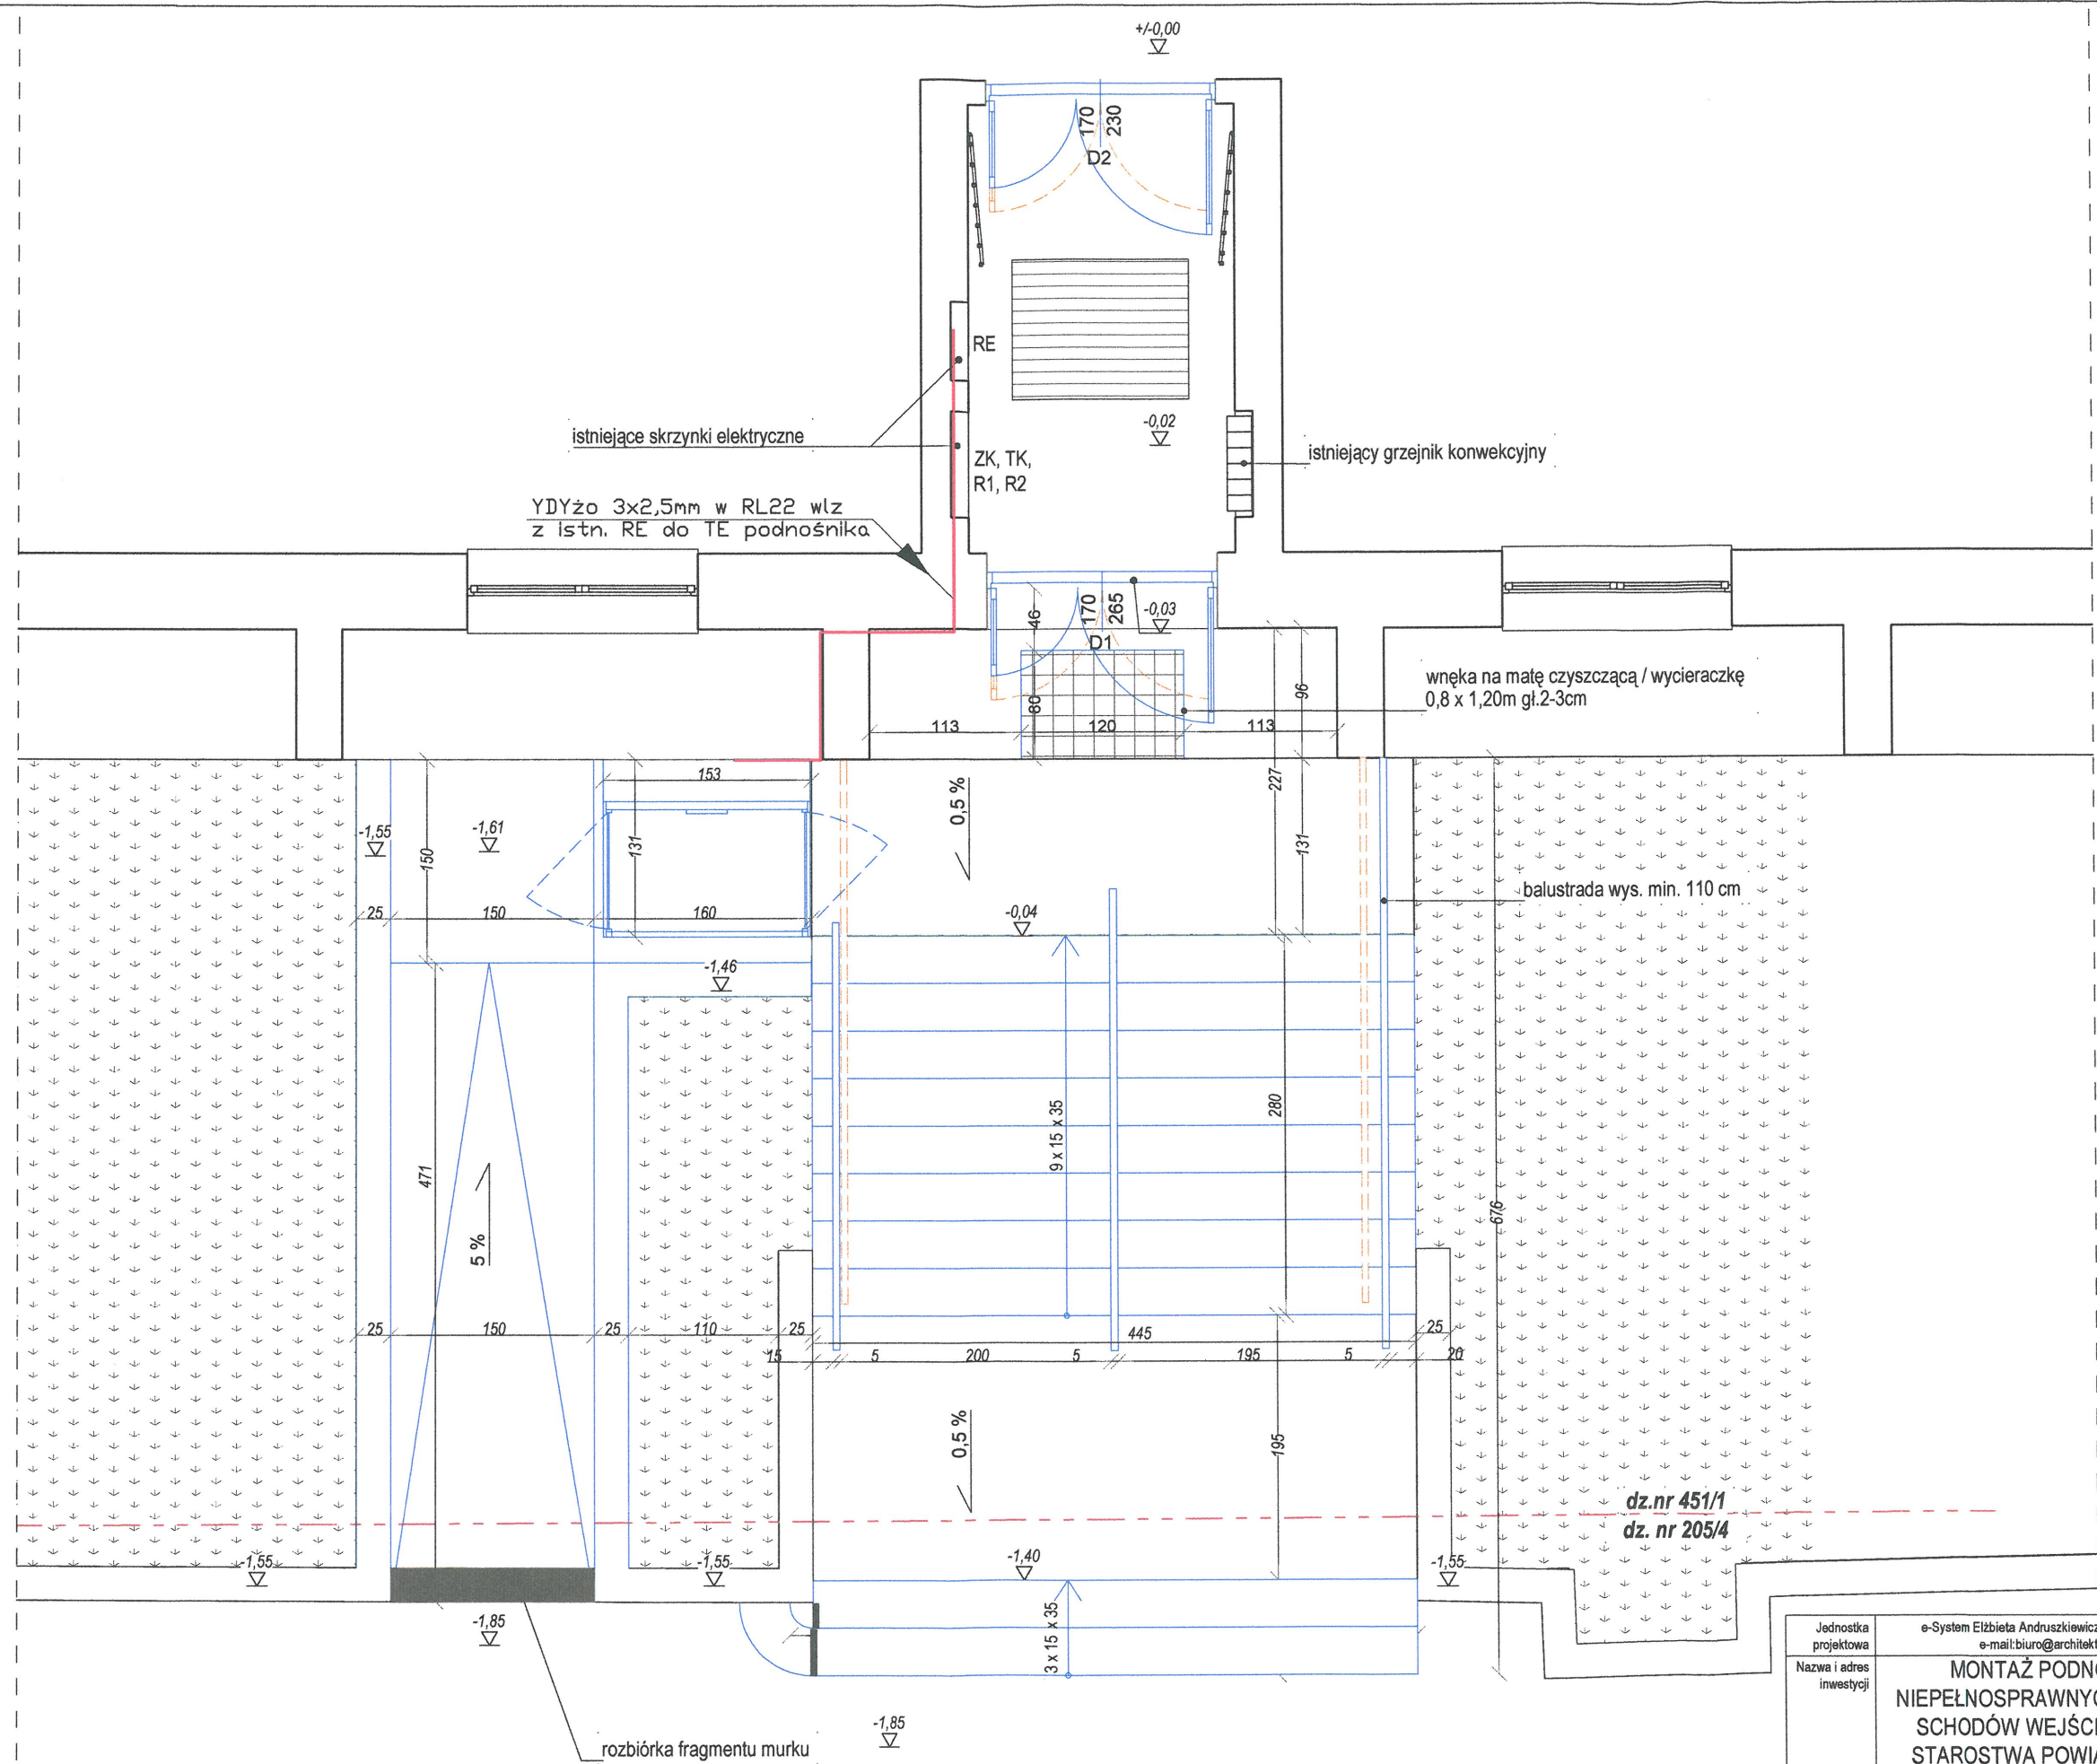 +/-0,00
170
230
D2
RE
istniejące skrzynki elektryczne
-0,02
ZK, TK,
R1, R2
istniejący grzejnik konwekcyjny
YDYżo 3x2,5mm w RL22 wlz
z istn. RE do TE podnośnika
46
170
265
-0,03
D1
80
96
wnęka na matę czyszczącą / wycieraczkę
0,8 x 1,20m gł.2-3cm
113
120
113
153
0,5 %
227
-1,55
-1,61
150
131
131
balustrada wys. min. 110 cm
25
150
160
-0,04
-1,46
471
5 %
9 x 15 x 35
280
676
25
150
25
110
25
445
25
15
5
200
5
195
5
20
0,5 %
195
dz.nr 451/1
dz. nr 205/4
-1,55
-1,55
-1,40
-1,55
-1,85
3 x 15 x 35
-1,85
rozbiórka fragmentu murku
Jednostka
projektowa
e-System Elżbieta Andruszkiewicz
e-mail:biuro@architekt
Nazwa i adres
inwestycji
MONTAŻ PODN
NIEPEŁNOSPRAWNYC
SCHODÓW WEJŚCI
STAROSTWA POWIA